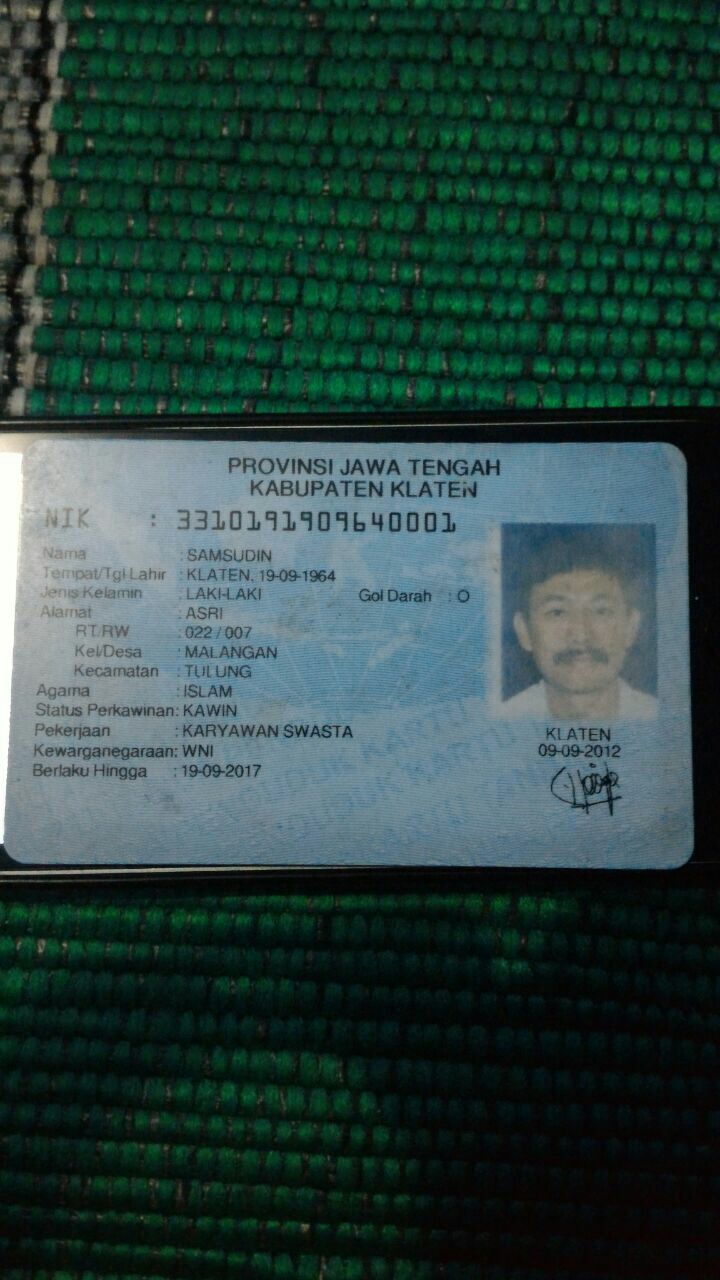 PROVINSI JAWA TENGAH
KABUPATEN KLATEN
NIK : 3310191909640001
Nama : SAMSUDIN
Tempat/Tgl Lahir : KLATEN, 19-09-1964
Jenis Kelamin : LAKI-LAKI Gol Darah : O
Alamat : ASRI
RT/RW : 022 / 007
Kel/Desa : MALANGAN
Kecamatan : TULUNG
Agama : ISLAM
Status Perkawinan: KAWIN
Pekerjaan : KARYAWAN SWASTA
Kewarganegaraan: WNI
Berlaku Hingga : 19-09-2017
KLATEN
09-09-2012